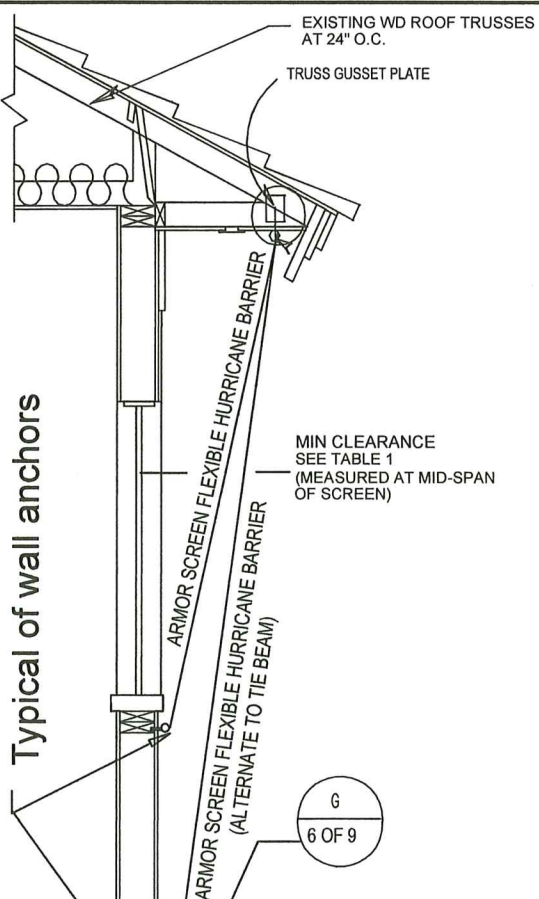 EXISTING WD ROOF TRUSSES
AT 24" O.C.
TRUSS GUSSET PLATE
ARMOR SCREEN FLEXIBLE HURRICANE BARRIER
MIN CLEARANCE
SEE TABLE 1
(MEASURED AT MID-SPAN
OF SCREEN)
Typical of wall anchors
ARMOR SCREEN FLEXIBLE HURRICANE BARRIER
(ALTERNATE TO TIE BEAM)
G
6 OF 9